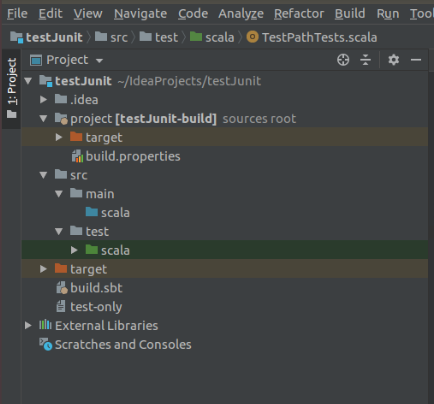 File Edit View Navigate Code Analyze Refactor Build Run Tool
testJunit src test scala TestPathTests.scala
1: Project
Project
testJunit ~/IdeaProjects/testJunit
.idea
project [testJunit-build] sources root
target
build.properties
src
main
scala
test
scala
target
build.sbt
test-only
External Libraries
Scratches and Consoles